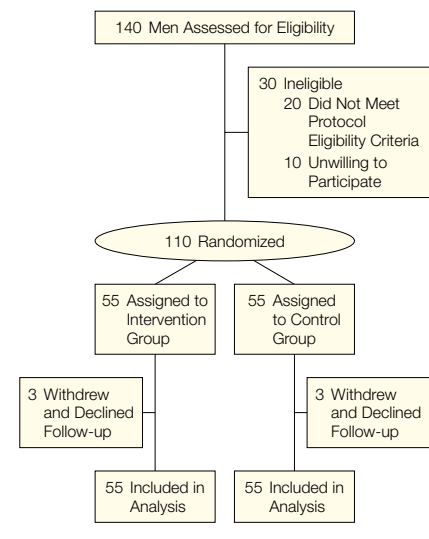 140 Men Assessed for Eligibility
30 Ineligible
20 Did Not Meet
Protocol
Eligibility Criteria
10 Unwilling to
Participate
110 Randomized
55 Assigned to
Intervention
Group
55 Assigned
to Control
Group
3 Withdrew
and Declined
Follow-up
3 Withdrew
and Declined
Follow-up
55 Included in
Analysis
55 Included in
Analysis